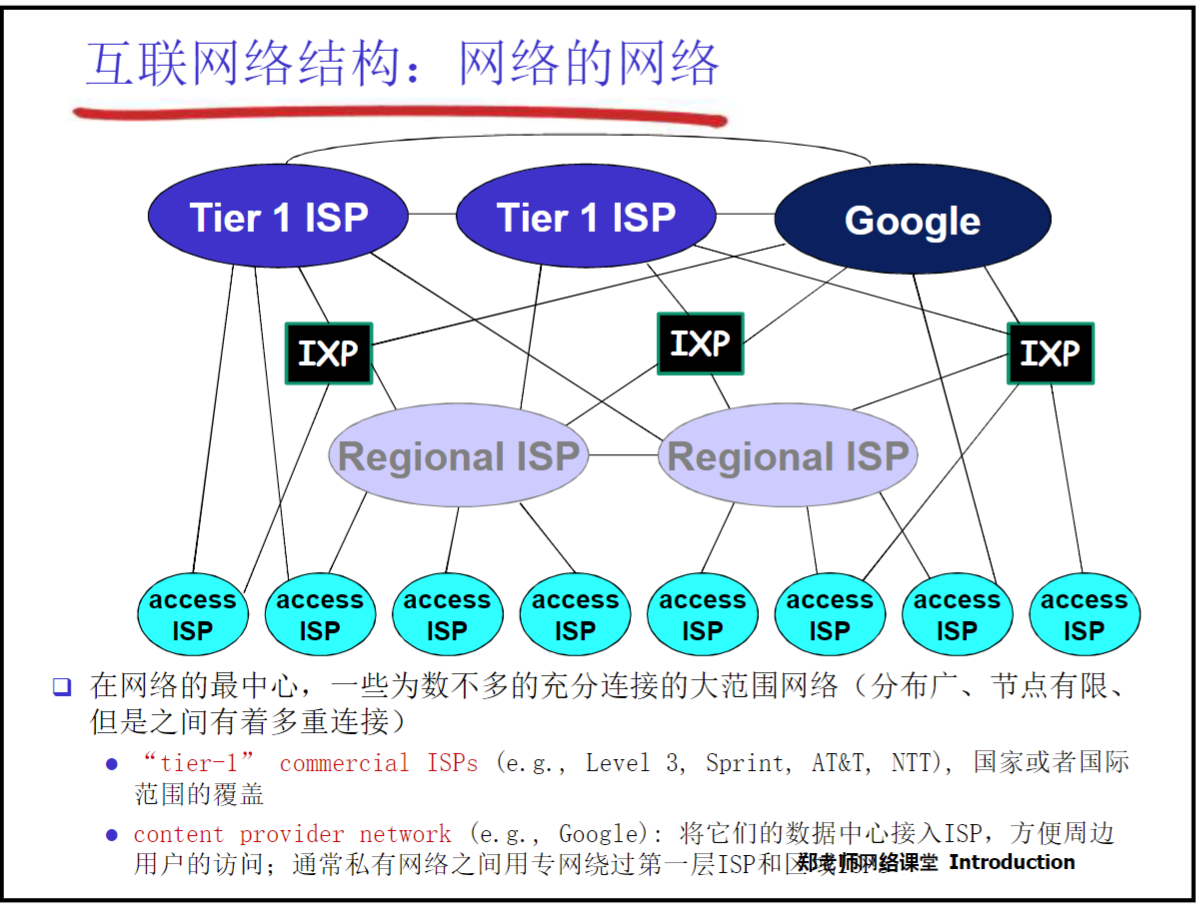 互联网络结构：网络的网络
Tier 1 ISP
Tier 1 ISP
Google
IXP
IXP
IXP
Regional ISP
Regional ISP
access
ISP
access
ISP
access
ISP
access
ISP
access
ISP
access
ISP
access
ISP
access
ISP
在网络的最中心，一些为数不多的充分连接的大范围网络（分布广、节点有限、
但是之间有着多重连接）
“tier-1” commercial ISPs (e.g., Level 3, Sprint, AT&T, NTT), 国家或者国际
范围的覆盖
content provider network (e.g., Google): 将它们的数据中心接入ISP，方便周边
用户的访问；通常私有网络之间用专网绕过第一层ISP和区域ISPs
郑老师网络课堂 Introduction